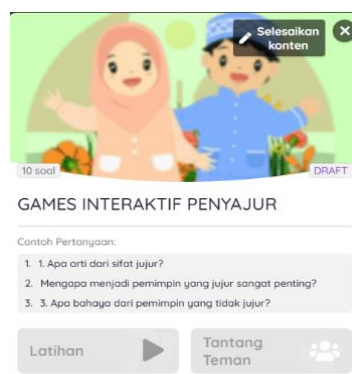 Selesaikan
konten
10 soal
DRAFT
GAMES INTERAKTIF PENYAJUR
Contoh Pertanyaan:
1. 1. Apa arti dari sifat jujur?
2. Mengapa menjadi pemimpin yang jujur sangat penting?
3. 3. Apa bahaya dari pemimpin yang tidak jujur?
Latihan
Tantang
Teman